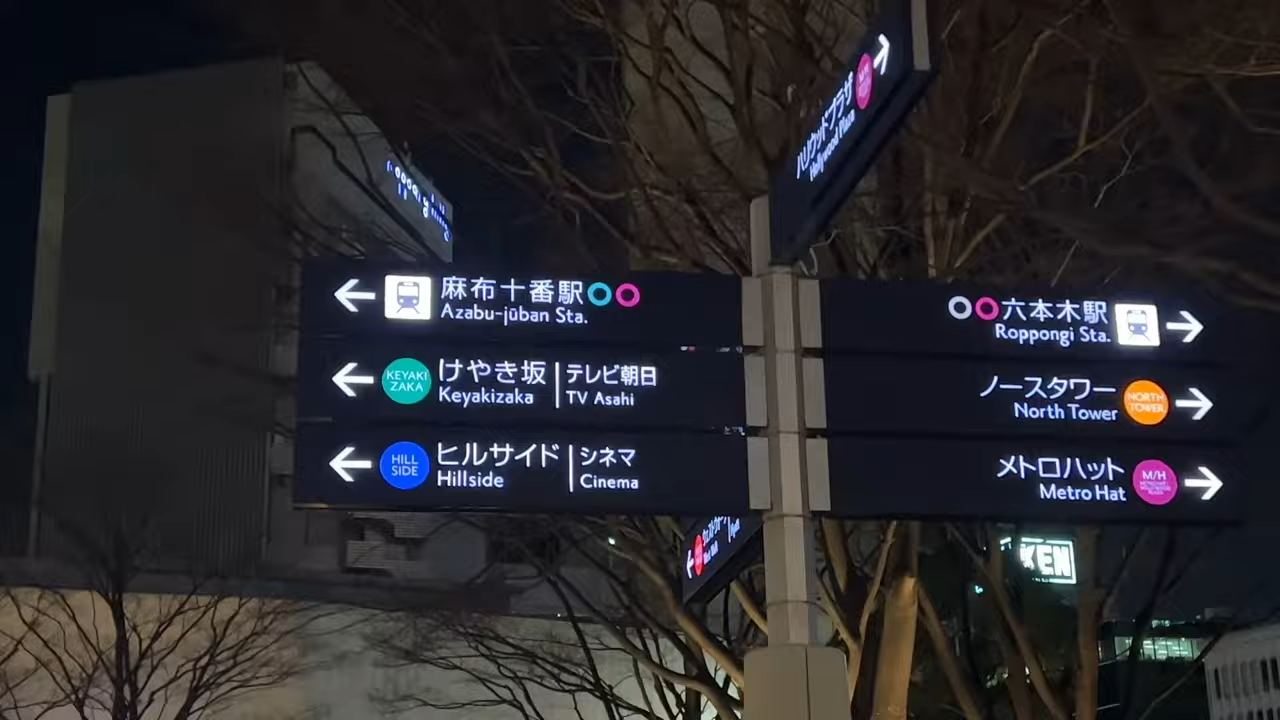 ハリウッドプラザ
Hollywood Plaza
M/H
麻布十番駅
Azabu-jūban Sta.
KEYAKI
ZAKA
けやき坂
Keyakizaka
テレビ朝日
TV Asahi
HILL
SIDE
ヒルサイド
Hillside
シネマ
Cinema
六本木駅
Roppongi Sta.
ノースタワー
North Tower
NORTH
TOWER
メトロハット
Metro Hat
M/H
KEN